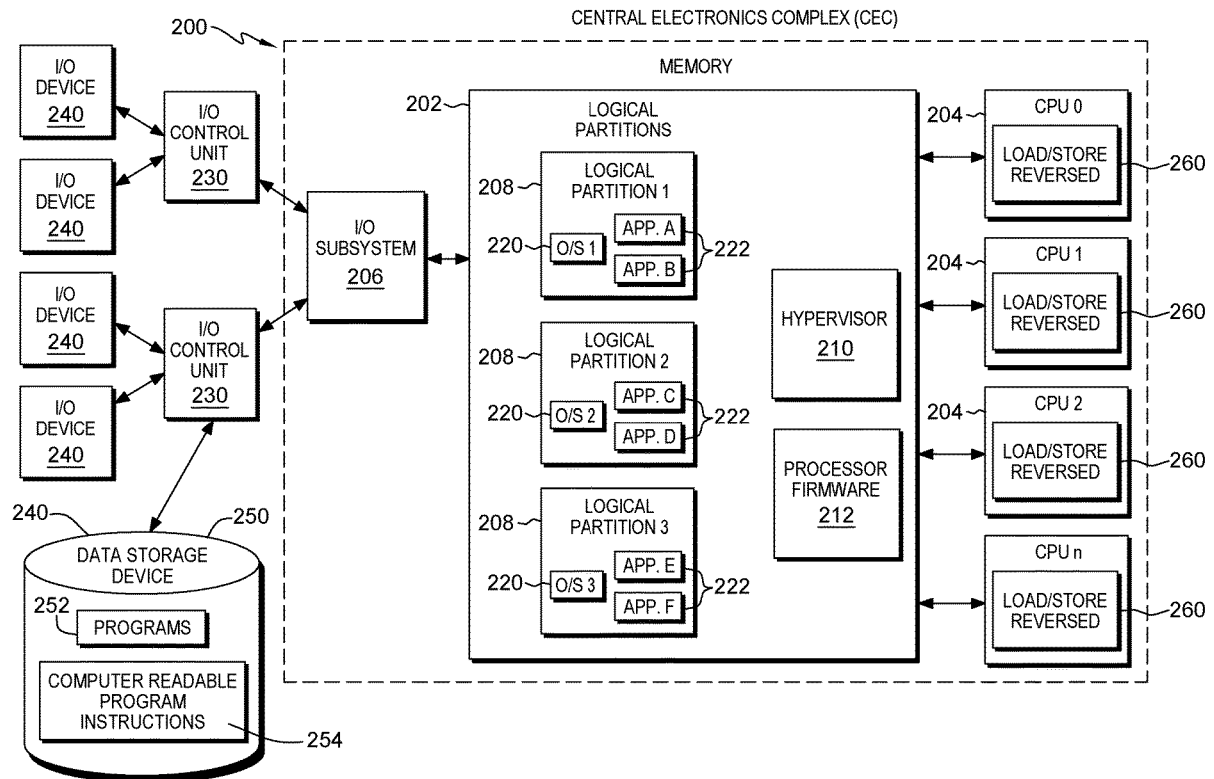 CENTRAL ELECTRONICS COMPLEX (CEC)
200
I/O
DEVICE
240
I/O
DEVICE
240
I/O
CONTROL
UNIT
230
I/O
DEVICE
240
I/O
DEVICE
240
I/O
CONTROL
UNIT
230
I/O
SUBSYSTEM
206
MEMORY
202
LOGICAL
PARTITIONS
208
LOGICAL
PARTITION 1
220
O/S 1
APP. A
APP. B
222
208
LOGICAL
PARTITION 2
220
O/S 2
APP. C
APP. D
222
208
LOGICAL
PARTITION 3
220
O/S 3
APP. E
APP. F
222
HYPERVISOR
210
PROCESSOR
FIRMWARE
212
204
CPU 0
LOAD/STORE
REVERSED
260
204
CPU 1
LOAD/STORE
REVERSED
260
204
CPU 2
LOAD/STORE
REVERSED
260
CPU n
LOAD/STORE
REVERSED
260
240
250
DATA STORAGE
DEVICE
252
PROGRAMS
COMPUTER READABLE
PROGRAM
INSTRUCTIONS
254